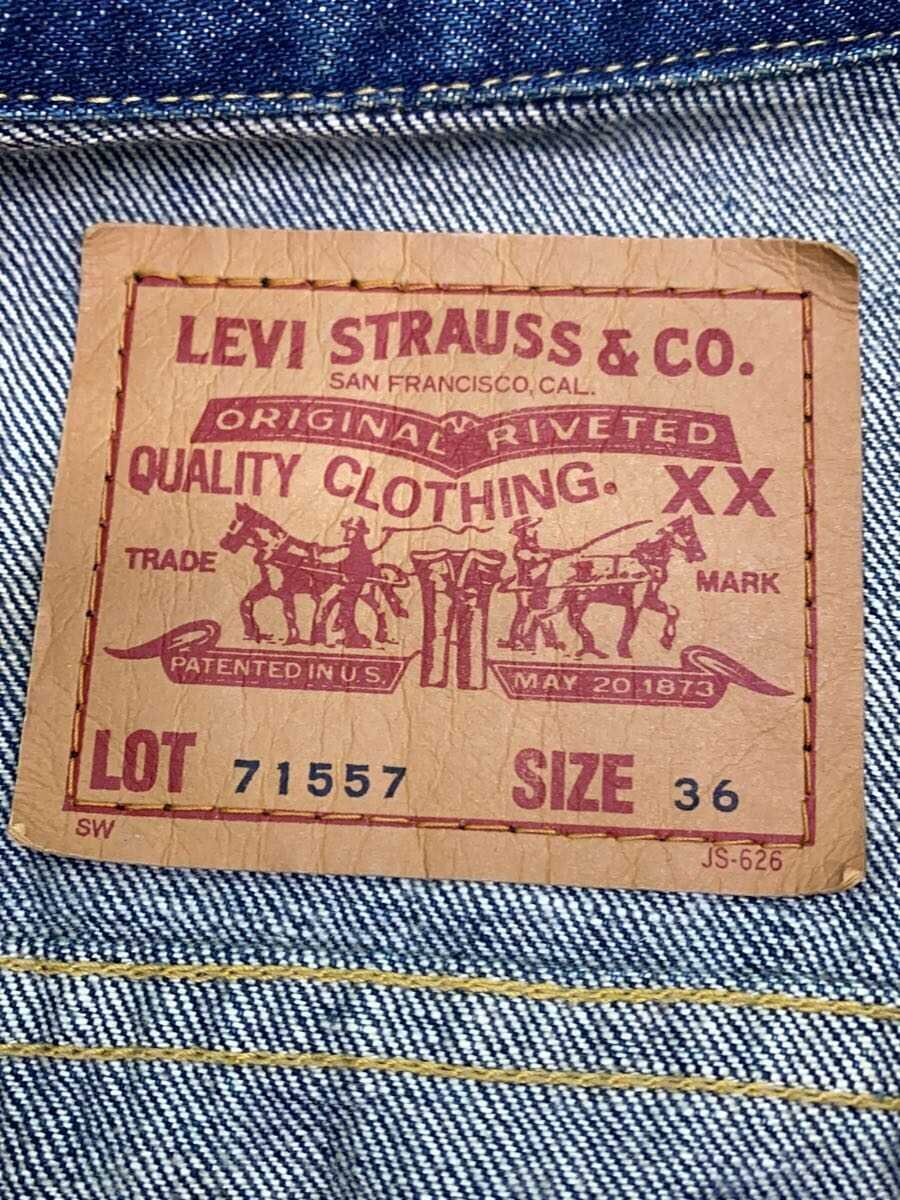 LEVI STRAUSS & CO.
SAN FRANCISCO, CAL.
ORIGINAL RIVETED
QUALITY CLOTHING. XX
TRADE MARK
PATENTED IN U.S. MAY 20 1873
LOT 71557 SIZE 36
SW JS-626